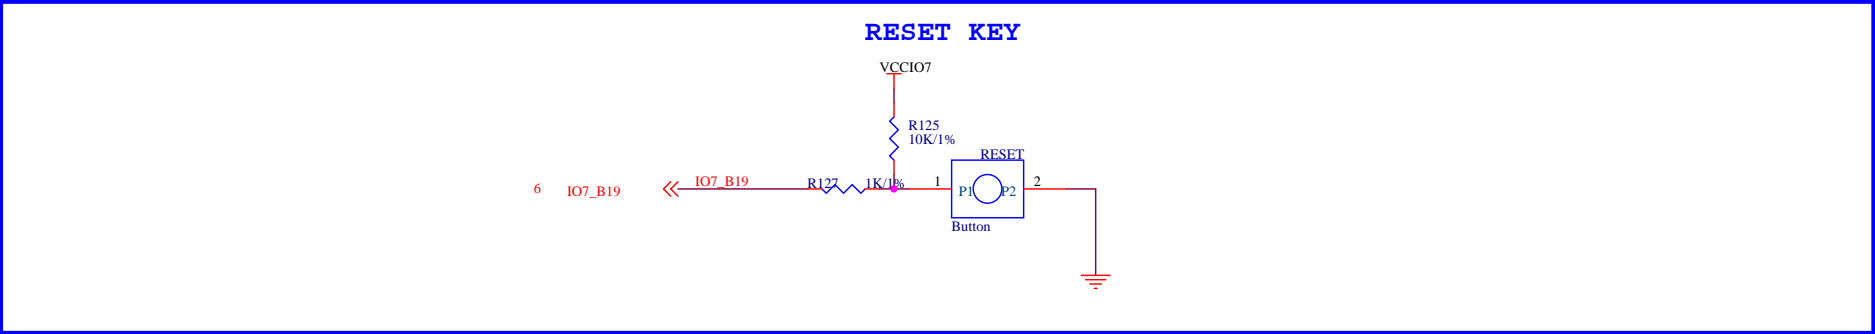 RESET KEY
VCCIO7
R125
10K/1%
RESET
6 IO7_B19 IO7_B19 R127 1K/1% 1 P1 P2 2
Button